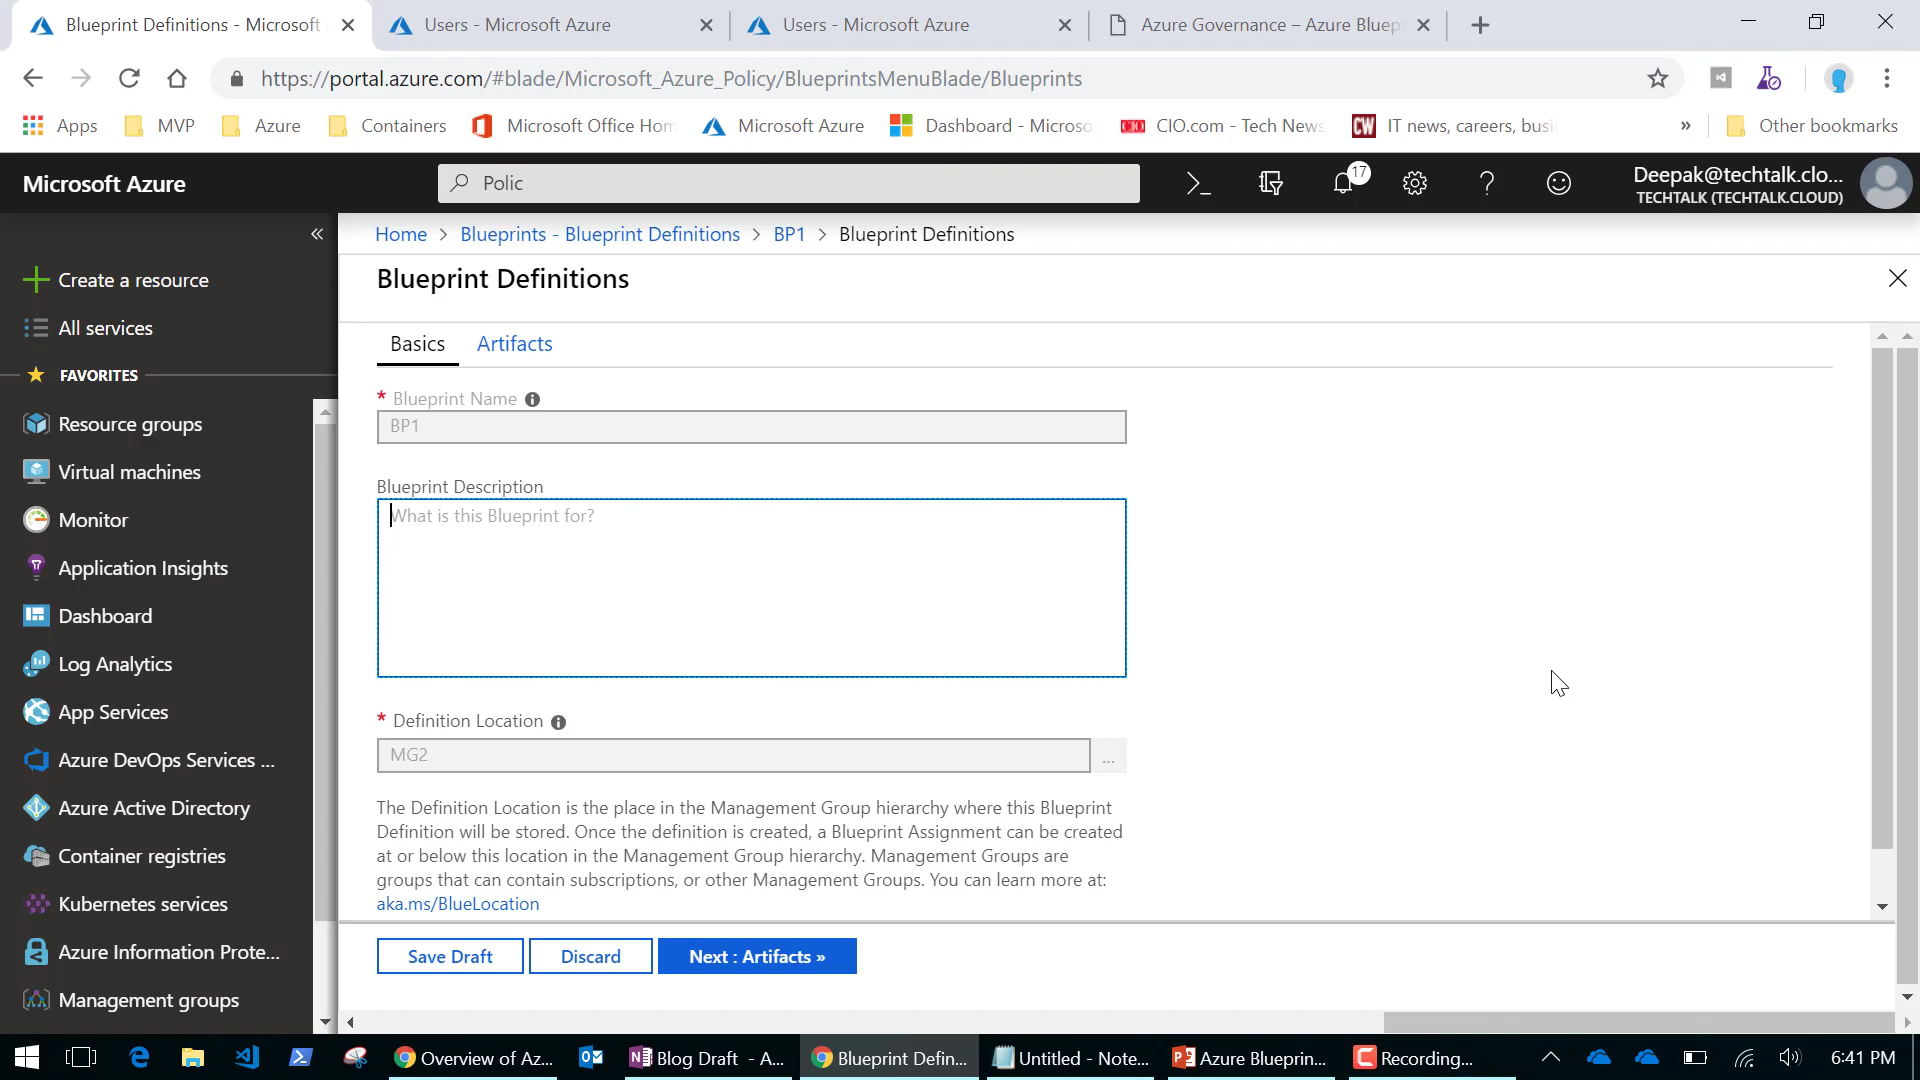 Blueprint Definitions - Microsoft
Users - Microsoft Azure
Users - Microsoft Azure
Azure Governance – Azure Bluep
https://portal.azure.com/#blade/Microsoft_Azure_Policy/BlueprintsMenuBlade/Blueprints
Apps
MVP
Azure
Containers
Microsoft Office Hom
Microsoft Azure
Dashboard - Microso
CIO.com - Tech News
CW
IT news, careers, busi
»
Other bookmarks
Microsoft Azure
Polic
17
Deepak@techtalk.clo...
TECHTALK (TECHTALK.CLOUD)
Create a resource
All services
FAVORITES
Resource groups
Virtual machines
Monitor
Application Insights
Dashboard
Log Analytics
App Services
Azure DevOps Services ...
Azure Active Directory
Container registries
Kubernetes services
Azure Information Prote...
Management groups
Home > Blueprints - Blueprint Definitions > BP1 > Blueprint Definitions
Blueprint Definitions
Basics
Artifacts
* Blueprint Name
BP1
Blueprint Description
What is this Blueprint for?
* Definition Location
MG2
...
The Definition Location is the place in the Management Group hierarchy where this Blueprint
Definition will be stored. Once the definition is created, a Blueprint Assignment can be created
at or below this location in the Management Group hierarchy. Management Groups are
groups that can contain subscriptions, or other Management Groups. You can learn more at:
aka.ms/BlueLocation
Save Draft
Discard
Next : Artifacts »
Overview of Az...
Blog Draft - A...
Blueprint Defin...
Untitled - Note...
Azure Blueprin...
Recording...
6:41 PM